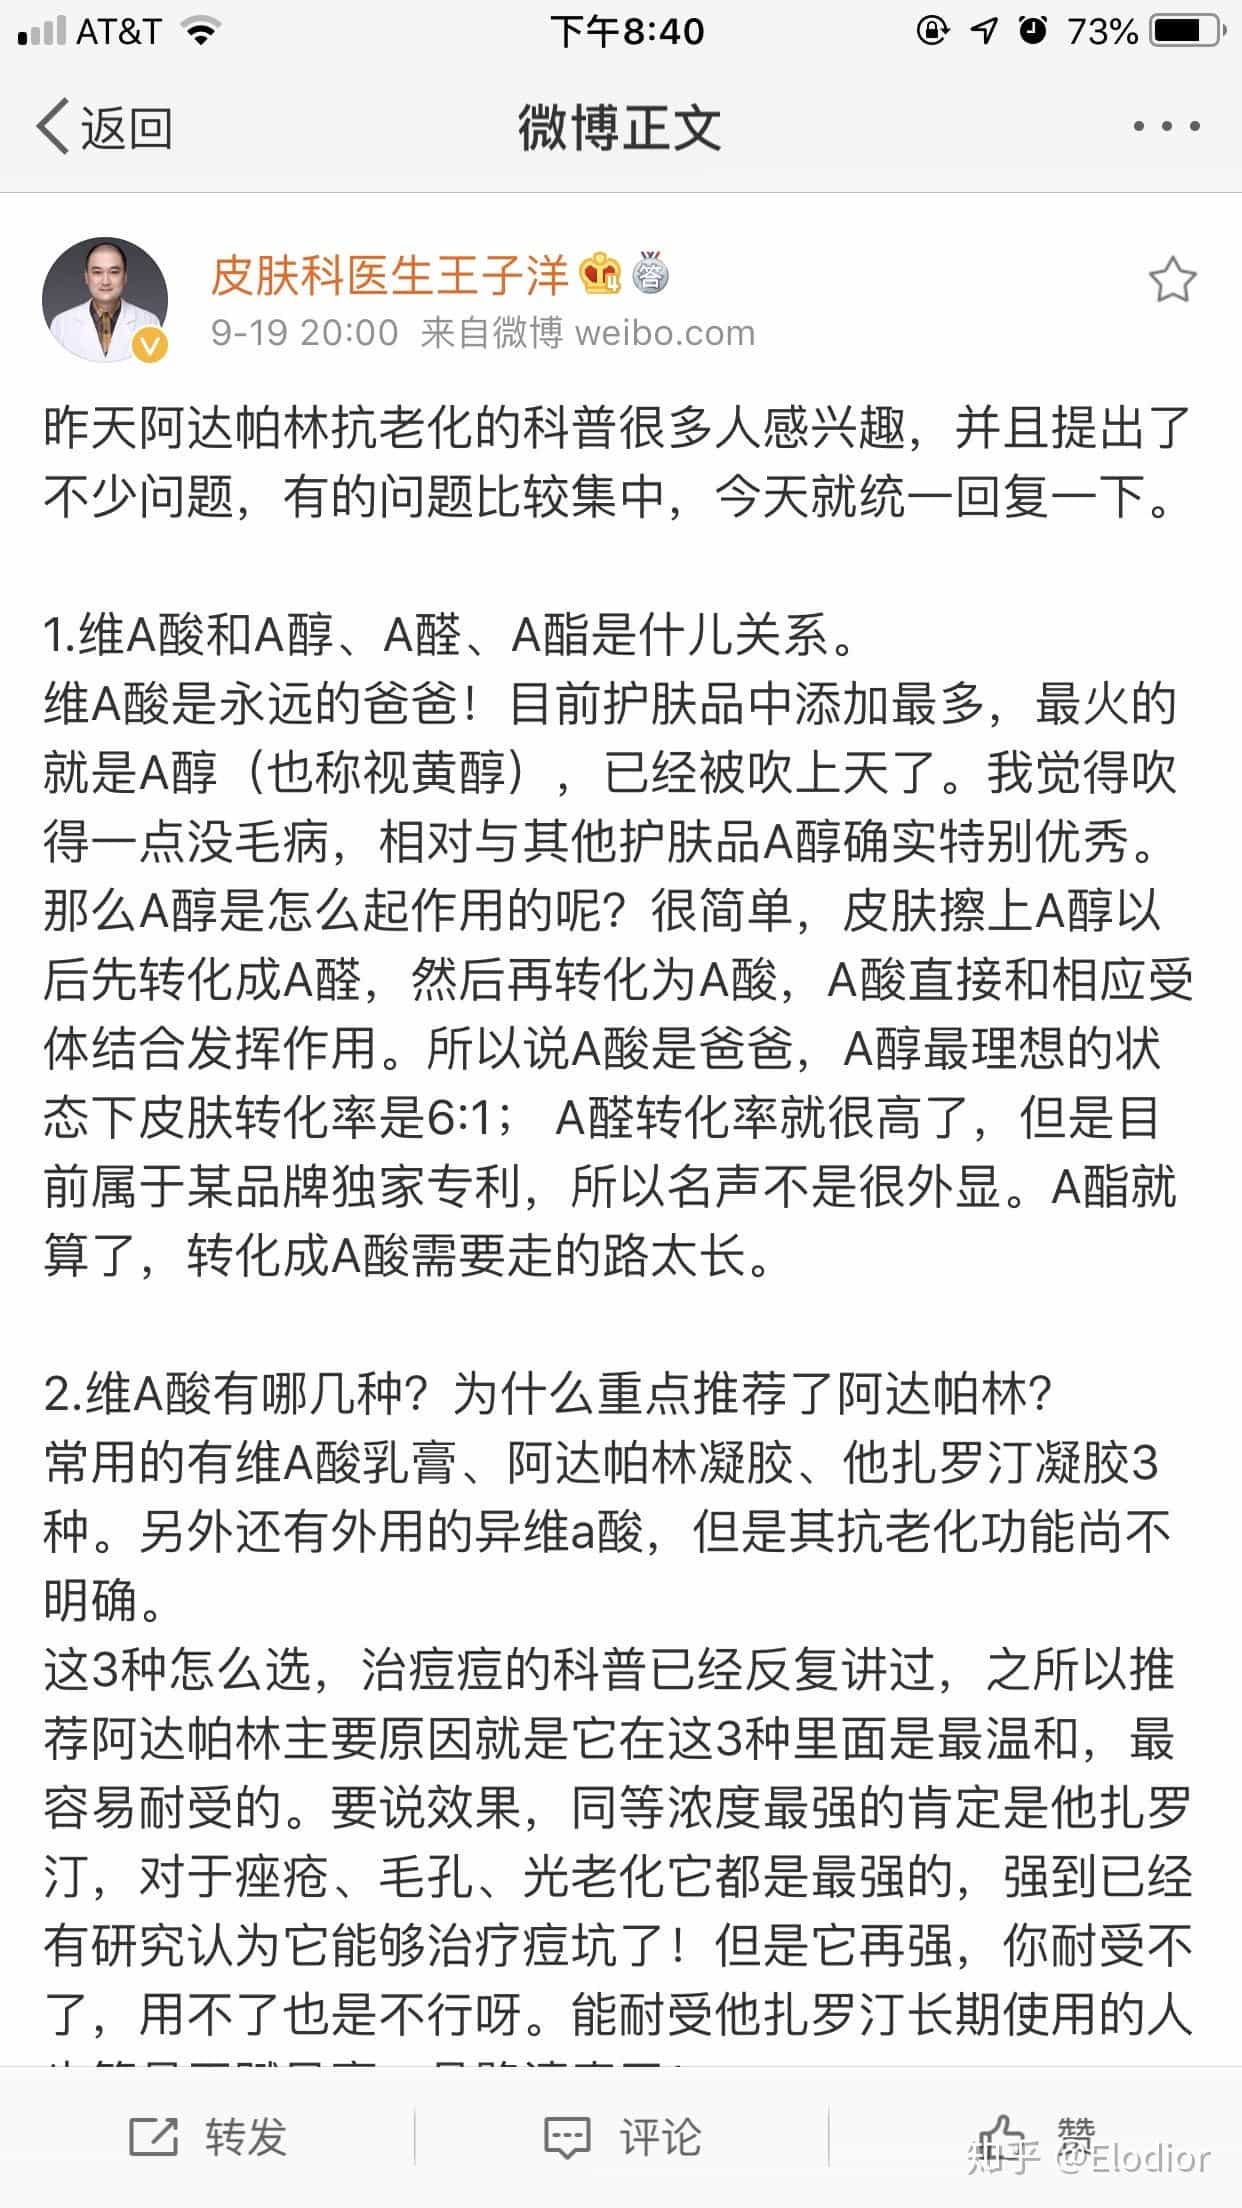 AT&T 下午8:40 73%
返回 微博正文
皮肤科医生王子洋 4 答
9-19 20:00 来自微博 weibo.com
V
昨天阿达帕林抗老化的科普很多人感兴趣，并且提出了
不少问题，有的问题比较集中，今天就统一回复一下。
1.维A酸和A醇、A醛、A酯是什儿关系。
维A酸是永远的爸爸！目前护肤品中添加最多，最火的
就是A醇（也称视黄醇），已经被吹上天了。我觉得吹
得一点没毛病，相对与其他护肤品A醇确实特别优秀。
那么A醇是怎么起作用的呢？很简单，皮肤擦上A醇以
后先转化成A醛，然后再转化为A酸，A酸直接和相应受
体结合发挥作用。所以说A酸是爸爸，A醇最理想的状
态下皮肤转化率是6:1； A醛转化率就很高了，但是目
前属于某品牌独家专利，所以名声不是很外显。A酯就
算了，转化成A酸需要走的路太长。
2.维A酸有哪几种？为什么重点推荐了阿达帕林？
常用的有维A酸乳膏、阿达帕林凝胶、他扎罗汀凝胶3
种。另外还有外用的异维a酸，但是其抗老化功能尚不
明确。
这3种怎么选，治痘痘的科普已经反复讲过，之所以推
荐阿达帕林主要原因就是它在这3种里面是最温和，最
容易耐受的。要说效果，同等浓度最强的肯定是他扎罗
汀，对于痤疮、毛孔、光老化它都是最强的，强到已经
有研究认为它能够治疗痘坑了！但是它再强，你耐受不
了，用不了也是不行呀。能耐受他扎罗汀长期使用的人
转发 评论 赞
知乎 @Elodior